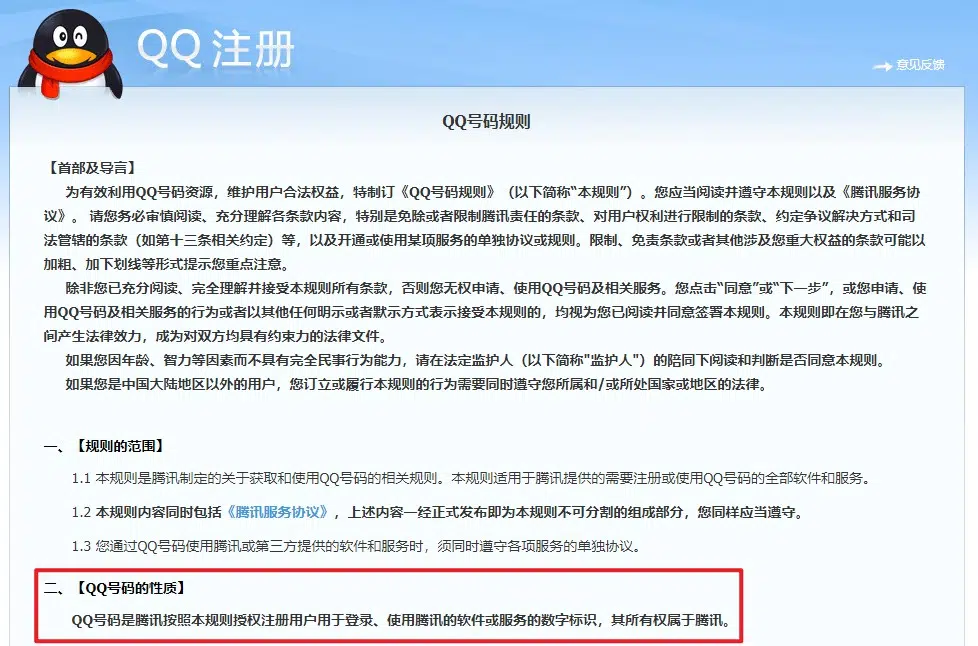 QQ 注册
意见反馈
QQ号码规则
【首部及导言】
为有效利用QQ号码资源，维护用户合法权益，特制订《QQ号码规则》（以下简称“本规则”）。您应当阅读并遵守本规则以及《腾讯服务协
议》。 请您务必审慎阅读、充分理解各条款内容，特别是免除或者限制腾讯责任的条款、对用户权利进行限制的条款、约定争议解决方式和司
法管辖的条款（如第十三条相关约定）等，以及开通或使用某项服务的单独协议或规则。限制、免责条款或者其他涉及您重大权益的条款可能以
加粗、加下划线等形式提示您重点注意。
除非您已充分阅读、完全理解并接受本规则所有条款，否则您无权申请、使用QQ号码及相关服务。您点击“同意”或“下一步”，或您申请、使
用QQ号码及相关服务的行为或者以其他任何明示或者默示方式表示接受本规则的，均视为您已阅读并同意签署本规则。本规则即在您与腾讯之
间产生法律效力，成为对双方均具有约束力的法律文件。
如果您因年龄、智力等因素而不具有完全民事行为能力，请在法定监护人（以下简称"监护人"）的陪同下阅读和判断是否同意本规则。
如果您是中国大陆地区以外的用户，您订立或履行本规则的行为需要同时遵守您所属和/或所处国家或地区的法律。
一、【规则的范围】
1.1 本规则是腾讯制定的关于获取和使用QQ号码的相关规则。本规则适用于腾讯提供的需要注册或使用QQ号码的全部软件和服务。
1.2 本规则内容同时包括《腾讯服务协议》，上述内容一经正式发布即为本规则不可分割的组成部分，您同样应当遵守。
1.3 您通过QQ号码使用腾讯或第三方提供的软件和服务时，须同时遵守各项服务的单独协议。
二、【QQ号码的性质】
QQ号码是腾讯按照本规则授权注册用户用于登录、使用腾讯的软件或服务的数字标识，其所有权属于腾讯。